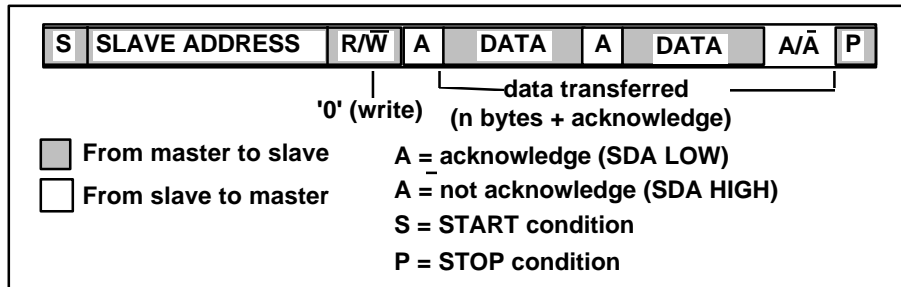 S SLAVE ADDRESS R/W̅ A DATA A DATA A/Ā P
data transferred
'0' (write)
(n bytes + acknowledge)
From master to slave
A = acknowledge (SDA LOW)
From slave to master
A̅ = not acknowledge (SDA HIGH)
S = START condition
P = STOP condition